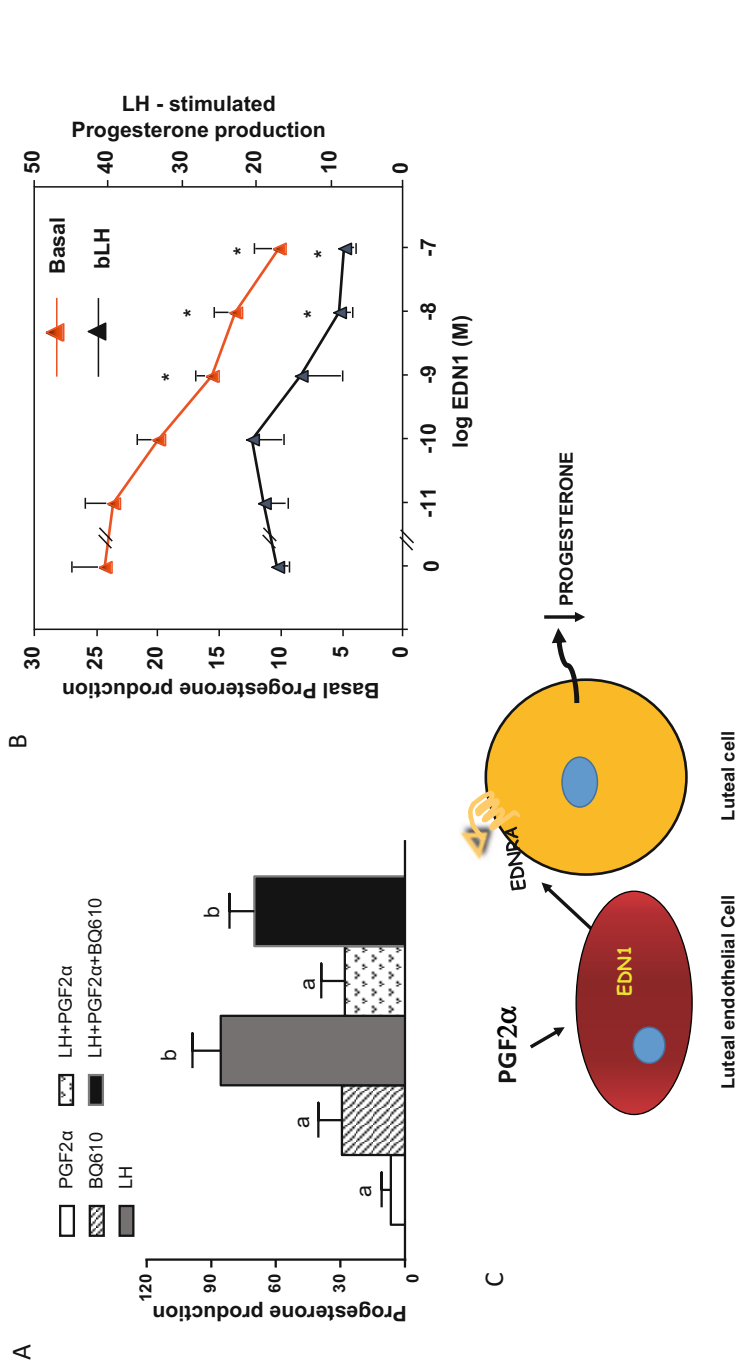 A
PGF2α
BQ610
LH
LH+PGF2α
LH+PGF2α+BQ610
Progesterone production
120
90
60
30
0
a
a
b
a
b
B
Basal Progesterone production
30
25
20
15
10
5
0
LH - stimulated
Progesterone production
50
40
30
20
10
0
Basal
bLH
*
*
*
*
*
0
-11
-10
-9
-8
-7
log EDN1 (M)
C
PGF2α
EDN1
EDNRA
PROGESTERONE
Luteal endothelial Cell
Luteal cell